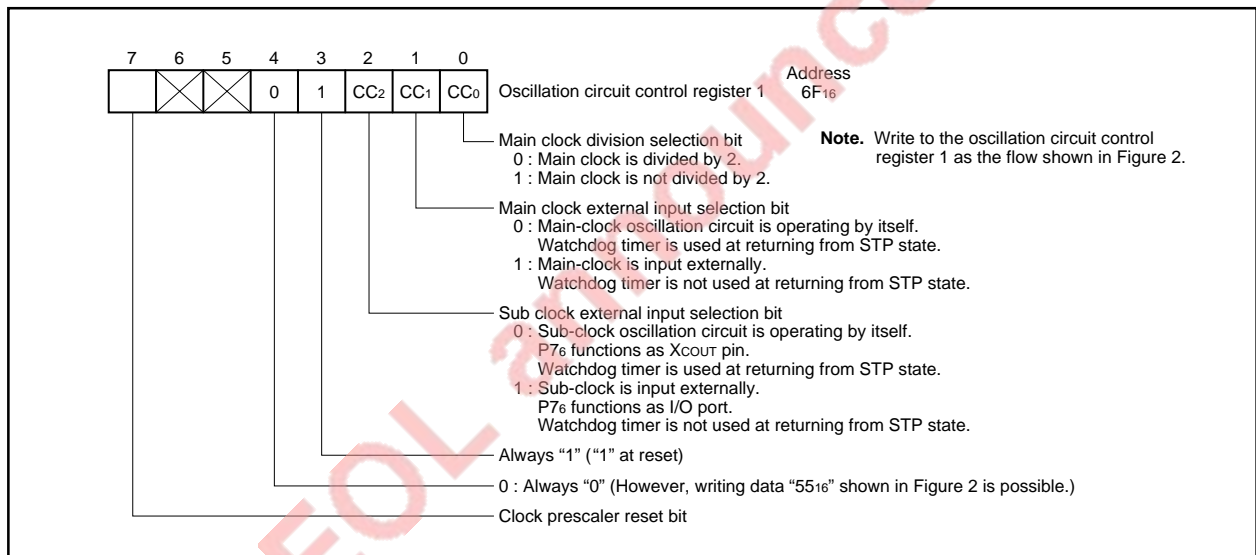 7 6 5 4 3 2 1 0
0 1 CC2 CC1 CC0 Oscillation circuit control register 1
Address
6F16
Main clock division selection bit
0 : Main clock is divided by 2.
1 : Main clock is not divided by 2.
Note. Write to the oscillation circuit control
register 1 as the flow shown in Figure 2.
Main clock external input selection bit
0 : Main-clock oscillation circuit is operating by itself.
Watchdog timer is used at returning from STP state.
1 : Main-clock is input externally.
Watchdog timer is not used at returning from STP state.
Sub clock external input selection bit
0 : Sub-clock oscillation circuit is operating by itself.
P76 functions as XCOUT pin.
Watchdog timer is used at returning from STP state.
1 : Sub-clock is input externally.
P76 functions as I/O port.
Watchdog timer is not used at returning from STP state.
Always “1” (“1” at reset)
0 : Always “0” (However, writing data “5516” shown in Figure 2 is possible.)
Clock prescaler reset bit
EOL announc